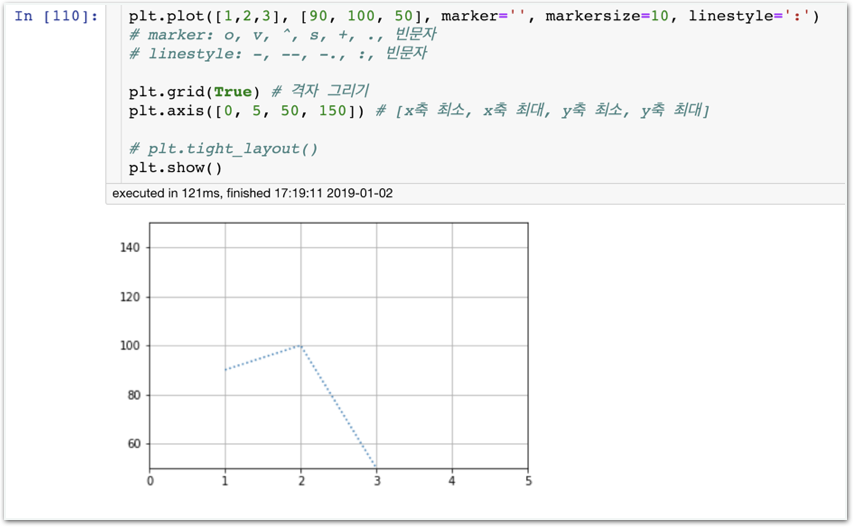 In [110]: plt.plot([1,2,3], [90, 100, 50], marker='', markersize=10, linestyle=':')
# marker: o, v, ^, s, +, ., 빈문자
# linestyle: -, --, -., :, 빈문자
plt.grid(True) # 격자 그리기
plt.axis([0, 5, 50, 150]) # [x축 최소, x축 최대, y축 최소, y축 최대]
# plt.tight_layout()
plt.show()
executed in 121ms, finished 17:19:11 2019-01-02
140
120
100
80
60
0 1 2 3 4 5